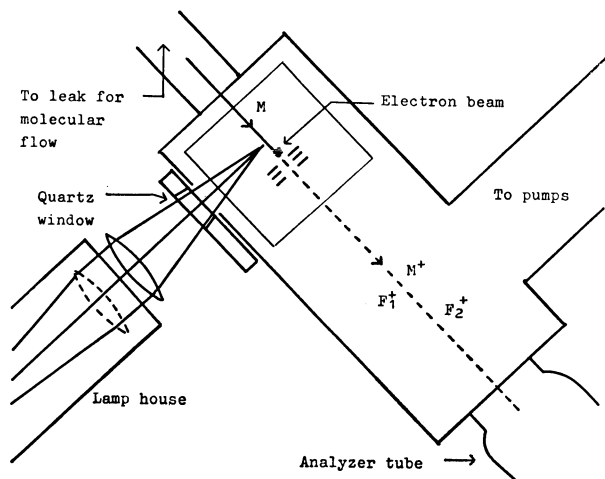 To leak for
molecular
flow
M
Electron beam
Quartz
window
To pumps
M+
F1+
F2+
Lamp house
Analyzer tube